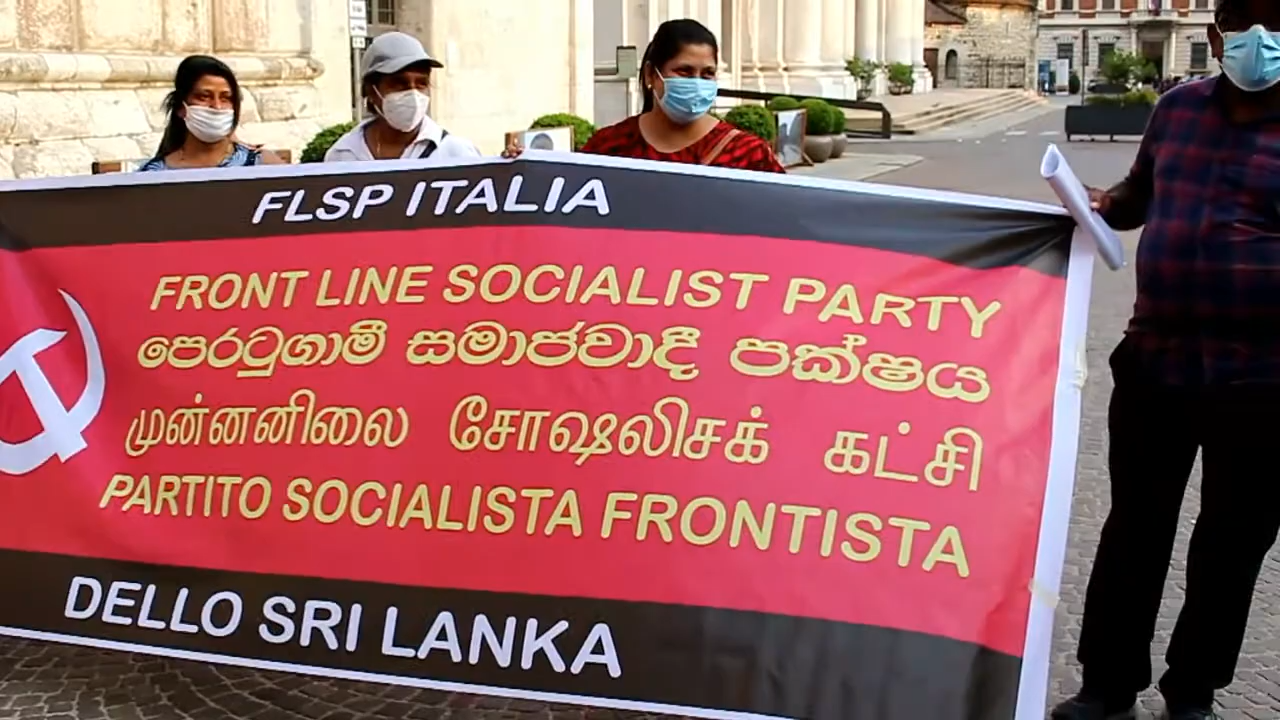 FLSP ITALIA
FRONT LINE SOCIALIST PARTY
පෙරටුගාමී සමාජවාදී පක්ෂය
முன்னனிலை சோஷலிசக் கட்சி
PARTITO SOCIALISTA FRONTISTA
DELLO SRI LANKA